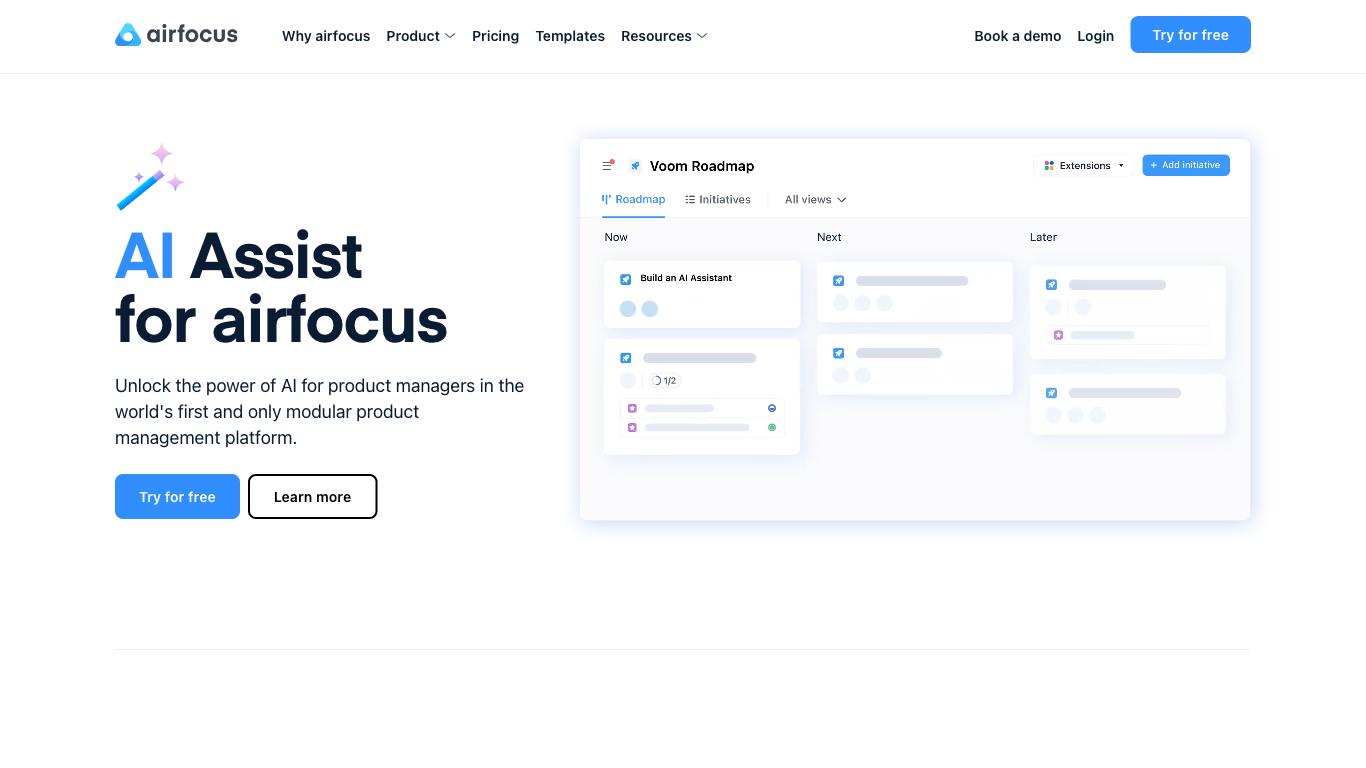 airfocus
Why airfocus
Product
Pricing
Templates
Resources
Book a demo
Login
Try for free
AI Assist
for airfocus
Unlock the power of AI for product managers in the
world's first and only modular product
management platform.
Try for free
Learn more
Voom Roadmap
Extensions
+ Add initiative
Roadmap
Initiatives
All views
Now
Next
Later
Build an AI Assistant
1/2